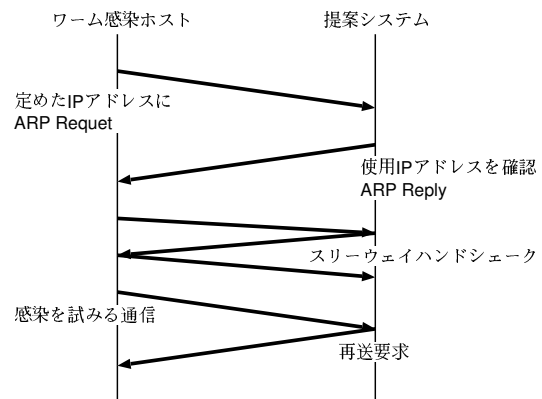 ワーム感染ホスト
提案システム
定めたIPアドレスに
ARP Requet
使用IPアドレスを確認
ARP Reply
スリーウェイハンドシェーク
感染を試みる通信
再送要求